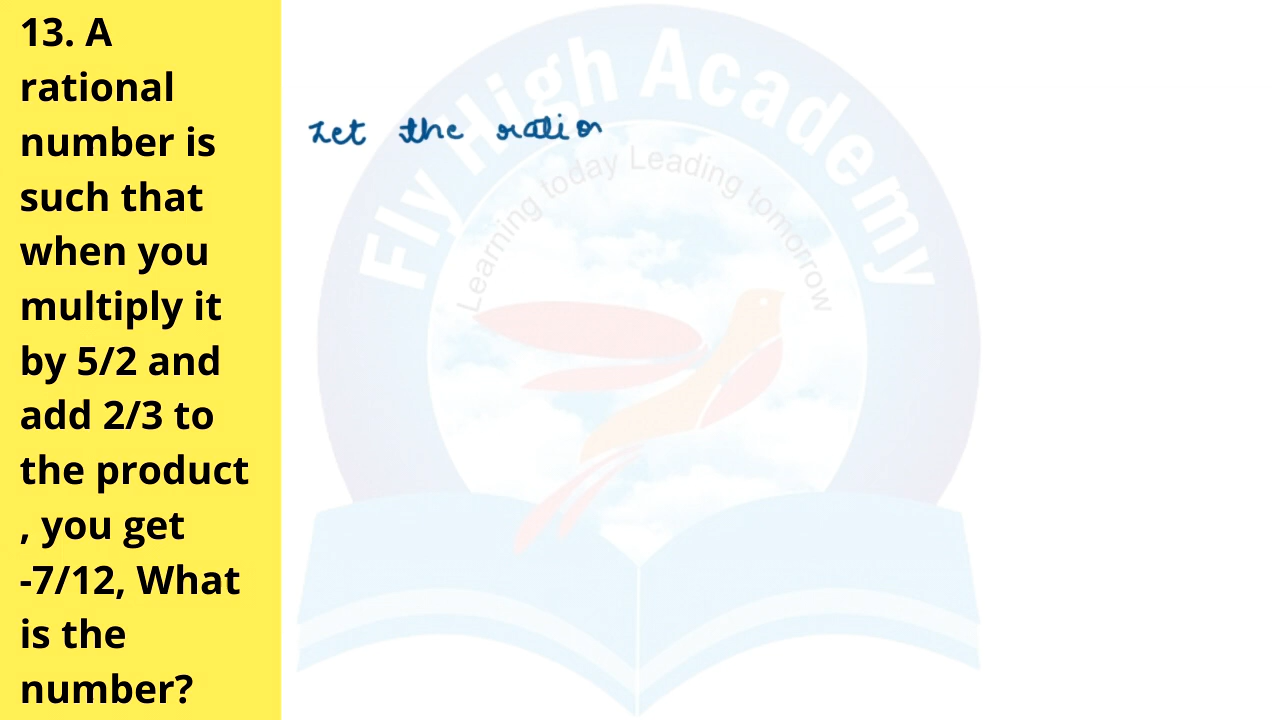 13. A
rational
number is
such that
when you
multiply it
by 5/2 and
add 2/3 to
the product
, you get
-7/12, What
is the
number?
Let the ration
Fly High Academy
Learning today Leading tomorrow